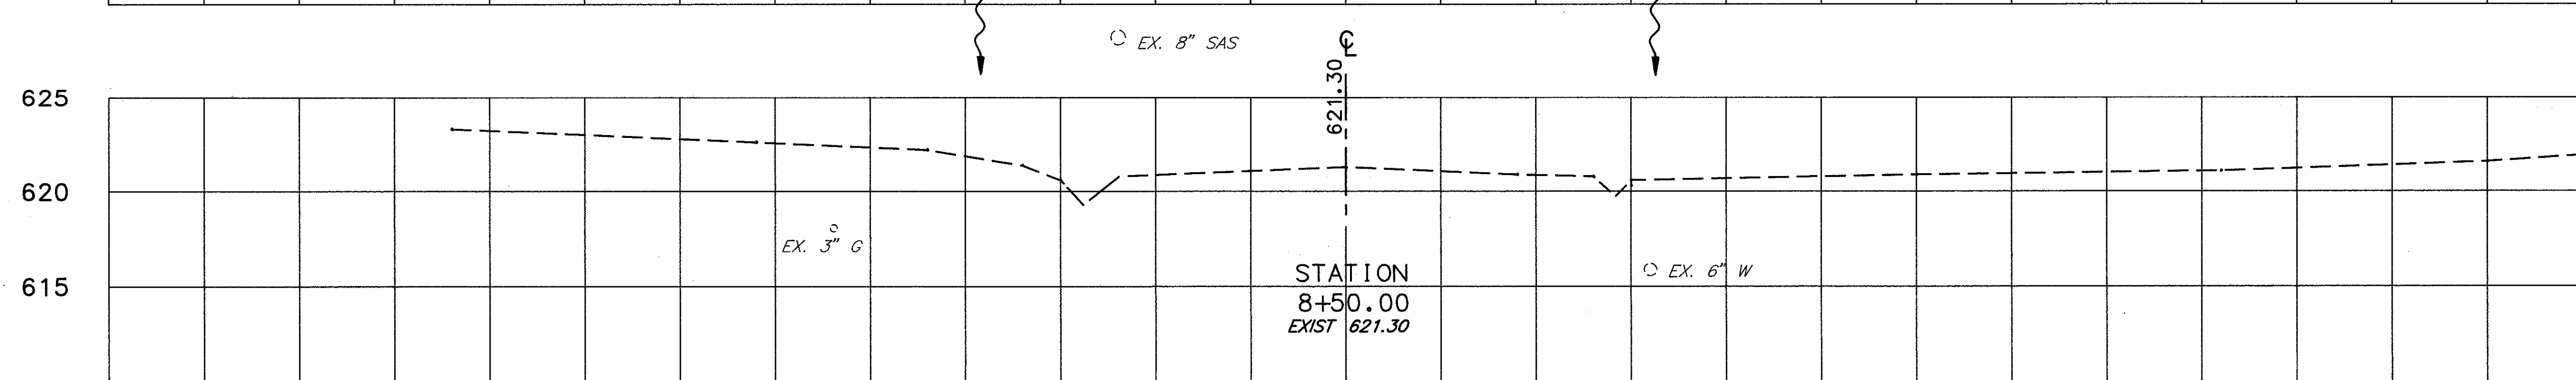 EX. 8" SAS
℄
621.30
625
620
EX. 3" G
615
STATION
8+50.00
EXIST 621.30
EX. 6" W